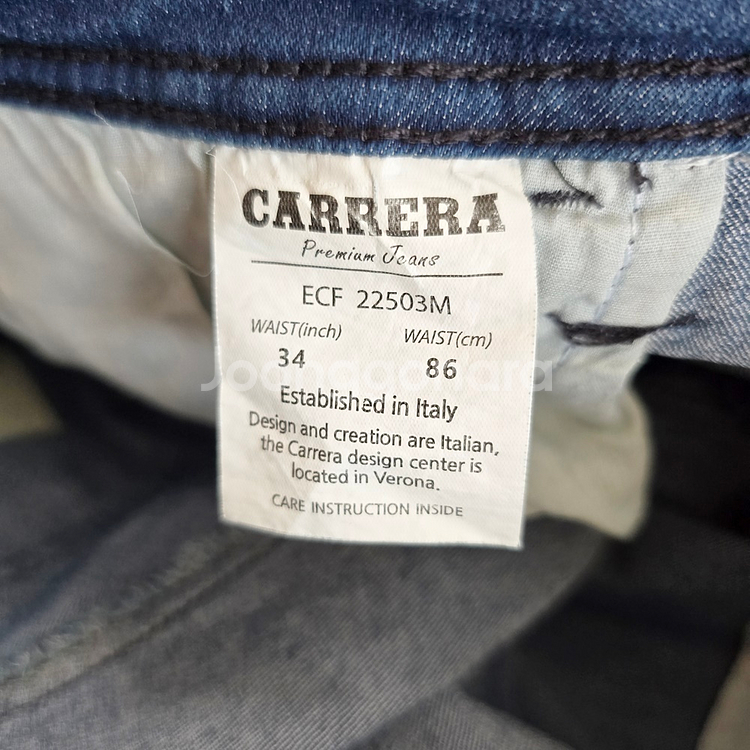 CARRERA
Premium Jeans
ECF 22503M
WAIST(inch) WAIST(cm)
34 86
Established in Italy
Design and creation are Italian,
the Carrera design center is
located in Verona.
CARE INSTRUCTION INSIDE
Joonggonara